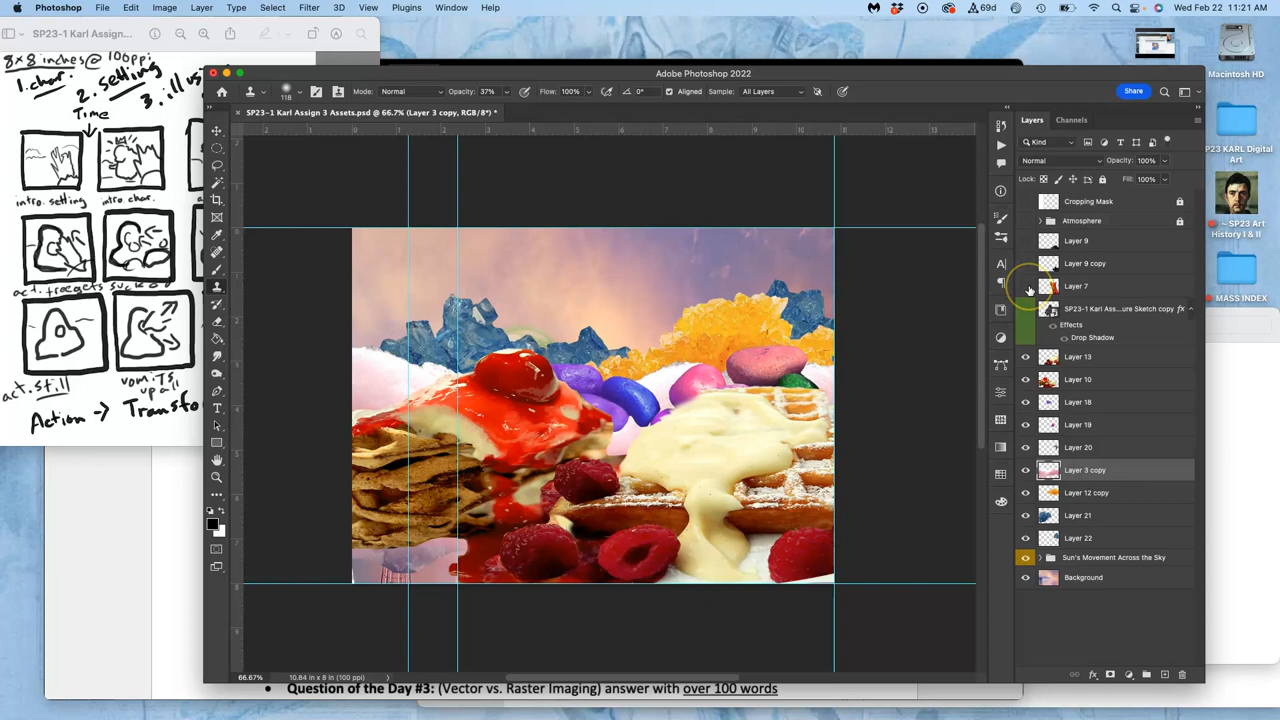 Photoshop File Edit Image Layer Type Select Filter 3D View Plugins Window Help
69d Wed Feb 22 11:21 AM
SP23-1 Karl Assign...
8x8 inches @ 100ppi
1. char.
2. setting
3. illus
Time
intro. setting intro. char.
act. still
vomits up all
Action → Transfo
Adobe Photoshop 2022
118 Mode: Normal Opacity: 37% Flow: 100% 0° Aligned Sample: All Layers Share
× SP23-1 Karl Assign 3 Assets.psd @ 66.7% (Layer 3 copy, RGB/8*) *
Layers Channels
Kind
Normal Opacity: 100%
Lock: Fill: 100%
Cropping Mask
Atmosphere
Layer 9
Layer 9 copy
Layer 7
SP23-1 Karl Ass...ure Sketch copy fx
Effects
Drop Shadow
Layer 13
Layer 10
Layer 18
Layer 19
Layer 20
Layer 3 copy
Layer 12 copy
Layer 21
Layer 22
Sun's Movement Across the Sky
Background
66.67% 10.84 in x 8 in (100 ppi)
Question of the Day #3: (Vector vs. Raster Imaging) answer with over 100 words
Macintosh HD
SP23 KARL Digital Art
~ SP23 Art History I & II
MASS INDEX